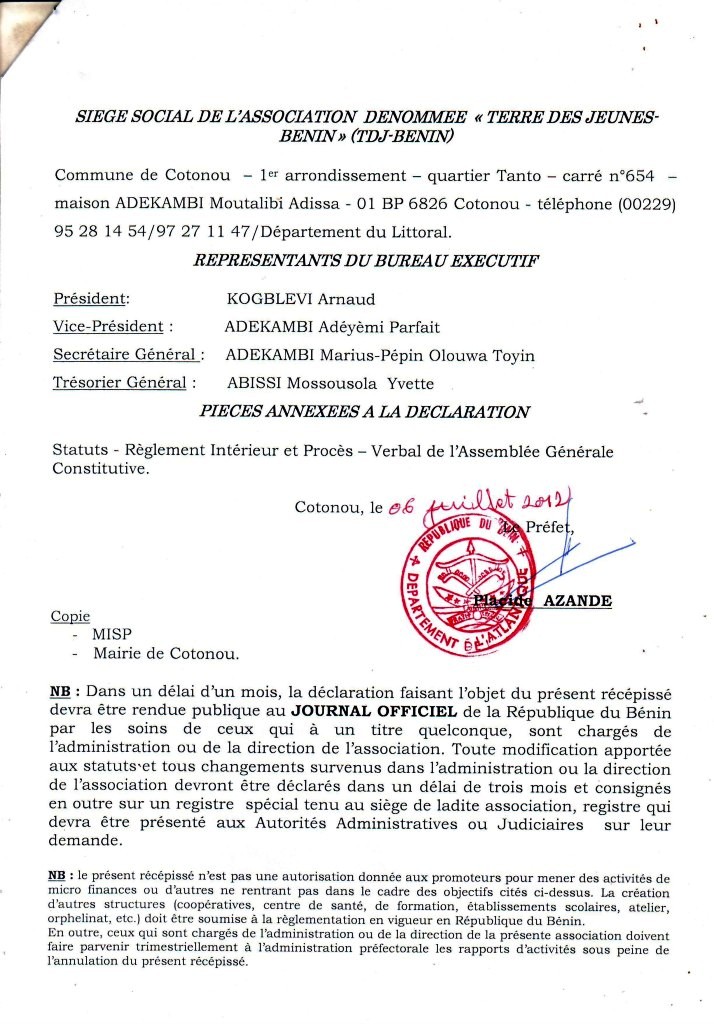 SIEGE SOCIAL DE L'ASSOCIATION DENOMMEE « TERRE DES JEUNES-
BENIN » (TDJ-BENIN)
Commune de Cotonou – 1er arrondissement – quartier Tanto – carré n°654 –
maison ADEKAMBI Moutalibi Adissa - 01 BP 6826 Cotonou - téléphone (00229)
95 28 14 54/97 27 11 47/Département du Littoral.
REPRESENTANTS DU BUREAU EXECUTIF
Président: KOGBLEVI Arnaud
Vice-Président : ADEKAMBI Adéyèmi Parfait
Secrétaire Général : ADEKAMBI Marius-Pépin Olouwa Toyin
Trésorier Général : ABISSI Mossousola Yvette
PIECES ANNEXEES A LA DECLARATION
Statuts - Règlement Intérieur et Procès – Verbal de l'Assemblée Générale
Constitutive.
Cotonou, le 06 juillet 2012
Le Préfet,
REPUBLIQUE DU BENIN
DEPARTEMENT DE L'ATLANTIQUE
Placide AZANDE
Copie
- MISP
- Mairie de Cotonou.
NB : Dans un délai d'un mois, la déclaration faisant l'objet du présent récépissé
devra être rendue publique au JOURNAL OFFICIEL de la République du Bénin
par les soins de ceux qui à un titre quelconque, sont chargés de
l'administration ou de la direction de l'association. Toute modification apportée
aux statuts et tous changements survenus dans l'administration ou la direction
de l'association devront être déclarés dans un délai de trois mois et consignés
en outre sur un registre spécial tenu au siège de ladite association, registre qui
devra être présenté aux Autorités Administratives ou Judiciaires sur leur
demande.
NB : le présent récépissé n'est pas une autorisation donnée aux promoteurs pour mener des activités de
micro finances ou d'autres ne rentrant pas dans le cadre des objectifs cités ci-dessus. La création
d'autres structures (coopératives, centre de santé, de formation, établissements scolaires, atelier,
orphelinat, etc.) doit être soumise à la règlementation en vigueur en République du Bénin.
En outre, ceux qui sont chargés de l'administration ou de la direction de la présente association doivent
faire parvenir trimestriellement à l'administration préfectorale les rapports d'activités sous peine de
l'annulation du présent récépissé.